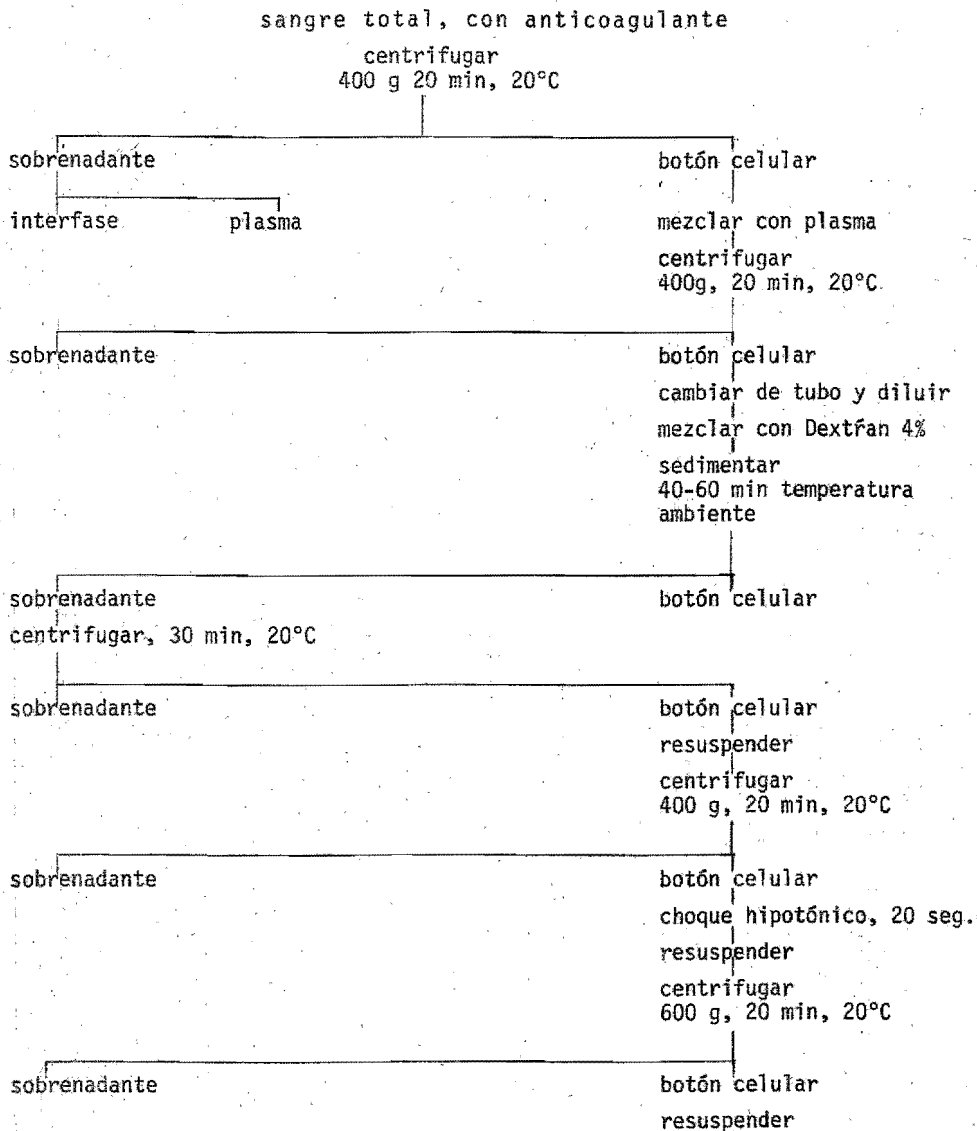 sangre total, con anticoagulante
centrifugar
400 g 20 min, 20°C
sobrenadante
botón celular
interfase
plasma
mezclar con plasma
centrifugar
400g, 20 min, 20°C.
sobrenadante
botón celular
cambiar de tubo y diluir
mezclar con Dextran 4%
sedimentar
40-60 min temperatura
ambiente
sobrenadante
botón celular
centrifugar, 30 min, 20°C
sobrenadante
botón celular
resuspender
centrifugar
400 g, 20 min, 20°C
sobrenadante
botón celular
choque hipotónico, 20 seg.
resuspender
centrifugar
600 g, 20 min, 20°C
sobrenadante
botón celular
resuspender